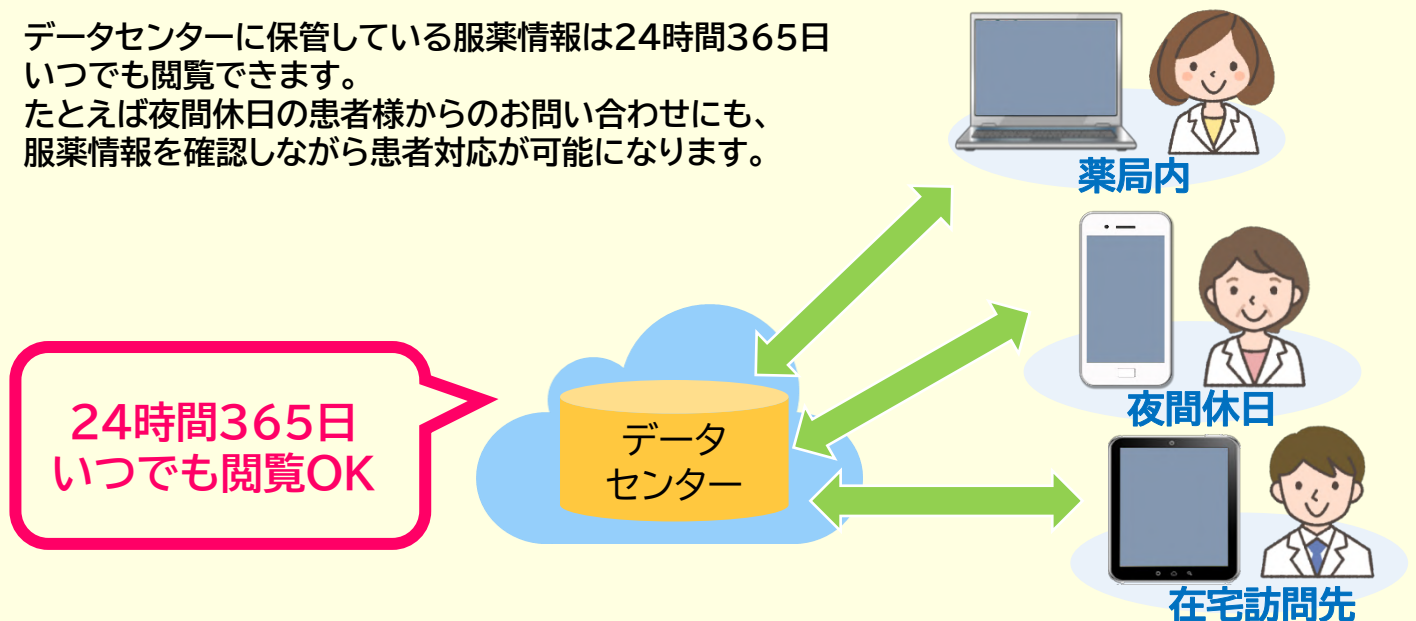 データセンターに保管している服薬情報は24時間365日
いつでも閲覧できます。
たとえば夜間休日の患者様からのお問い合わせにも、
服薬情報を確認しながら患者対応が可能になります。
薬局内
夜間休日
24時間365日
いつでも閲覧OK
データ
センター
在宅訪問先